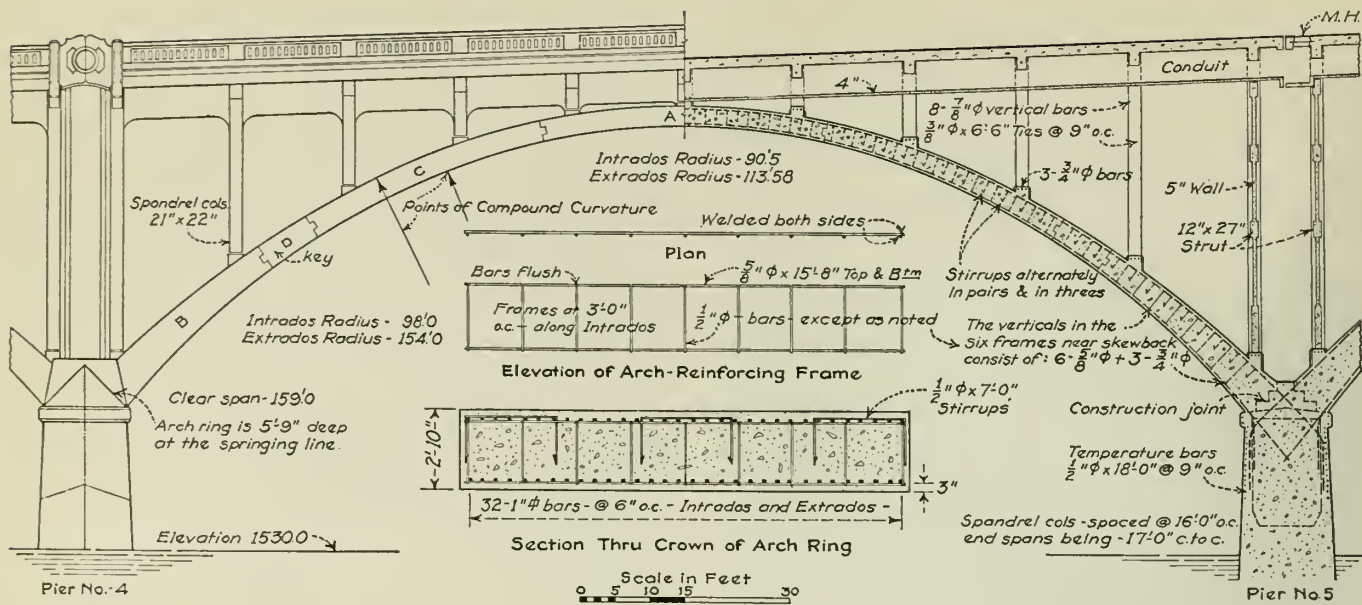 M.H.
Conduit
4"
8-7/8"ϕ vertical bars
3/8"ϕ x 6'-6" Ties @ 9" o.c.
A
Intrados Radius - 90.'5
Extrados Radius - 113.'58
3-3/4"ϕ bars
5" Wall
C
Spondrel cols.
21" x 22"
Points of Compound Curvature
Welded both sides
12" x 27"
Strut
D
key
Plan
Bars flush
5/8"ϕ x 15'-8" Top & Btm
Stirrups alternately
in pairs & in threes
B
Intrados Radius - 98.'0
Extrados Radius - 154.'0
Frames at 3'-0"
o.c. - along Intrados
1/2"ϕ - bars - except as noted
The verticals in the
six frames near skewback
consist of: 6-5/8"ϕ + 3-3/4"ϕ
Elevation of Arch-Reinforcing Frame
Clear span - 159.'0
Arch ring is 5'-9" deep
at the springing line.
1/2"ϕ x 7'-0"
Stirrups
Construction joint
2'-10"
Temperature bars
1/2"ϕ x 18'-0" @ 9" o.c.
3"
32-1"ϕ bars - @ 6" o.c. - Intrados and Extrados -
Spandrel cols - spaced @ 16'-0" o.c.
end spans being - 17'-0" c. to c.
Elevation 1530.0
Section Thru Crown of Arch Ring
Scale in Feet
0 5 10 15 30
Pier No.-4
Pier No.5